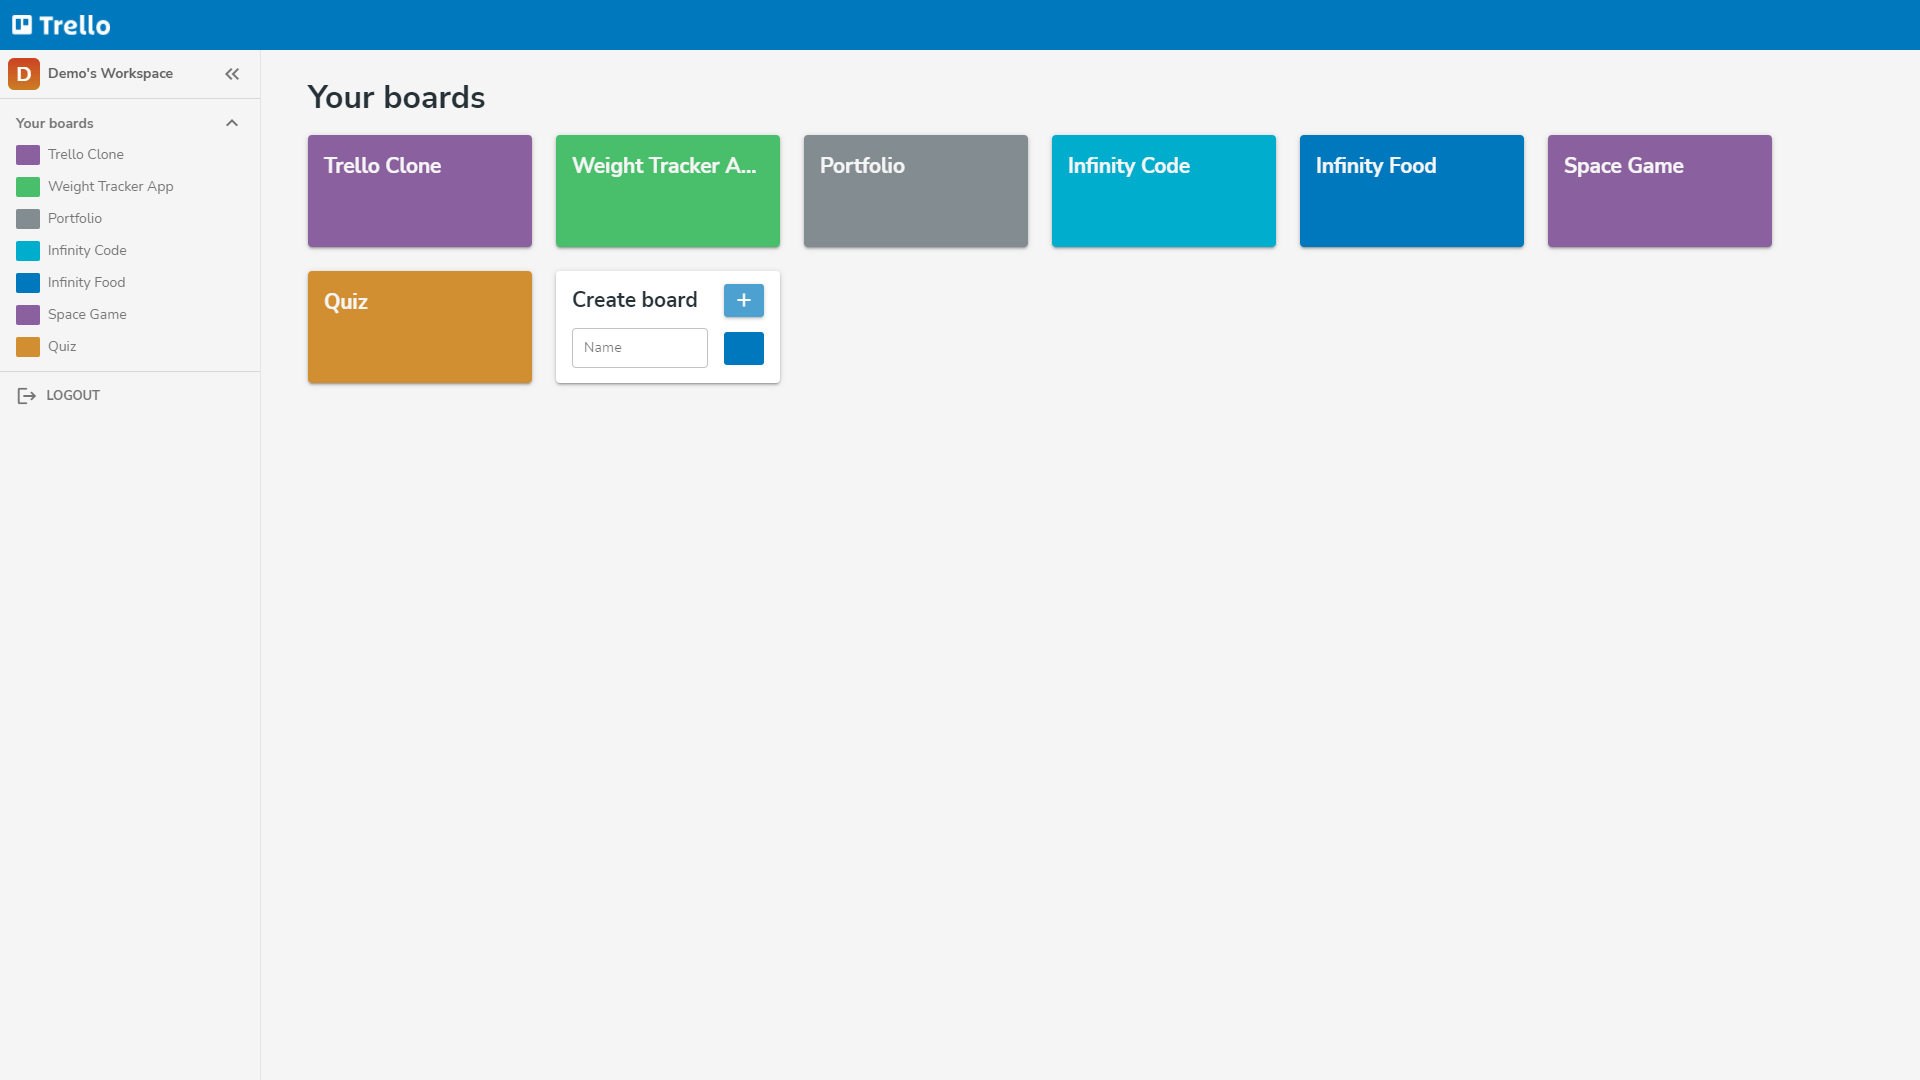 Trello
D Demo's Workspace
Your boards
Trello Clone
Weight Tracker App
Portfolio
Infinity Code
Infinity Food
Space Game
Quiz
LOGOUT
Your boards
Trello Clone
Weight Tracker A...
Portfolio
Infinity Code
Infinity Food
Space Game
Quiz
Create board
+
Name